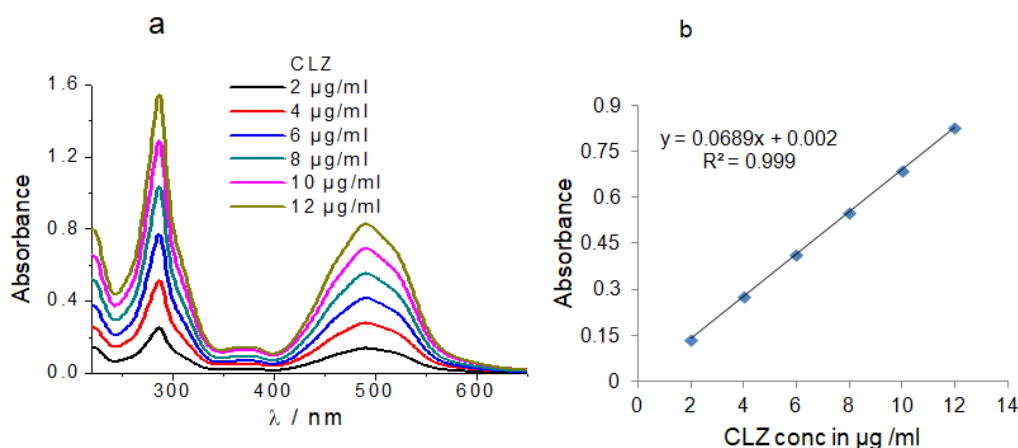 a
CLZ
2 µg/ml
4 µg/ml
6 µg/ml
8 µg/ml
10 µg/ml
12 µg/ml
1.6
1.2
0.8
0.4
0.0
Absorbance
300 400 500 600
λ / nm
b
y = 0.0689x + 0.002
R² = 0.999
0.9
0.75
0.6
0.45
0.3
0.15
0
Absorbance
0 2 4 6 8 10 12 14
CLZ conc in µg /ml